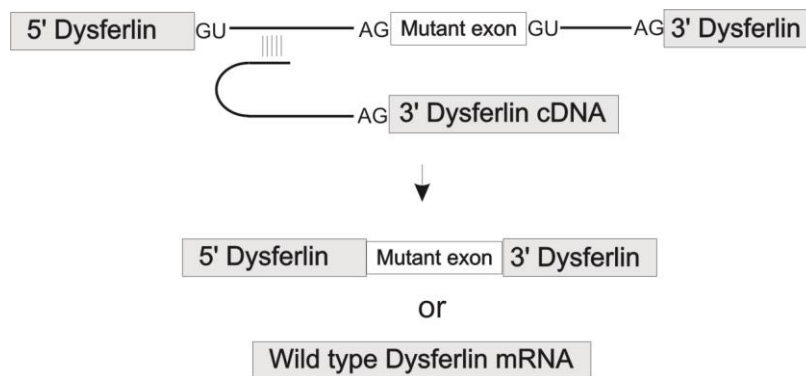 5' Dysferlin GU AG Mutant exon GU AG 3' Dysferlin
AG 3' Dysferlin cDNA
5' Dysferlin Mutant exon 3' Dysferlin
or
Wild type Dysferlin mRNA